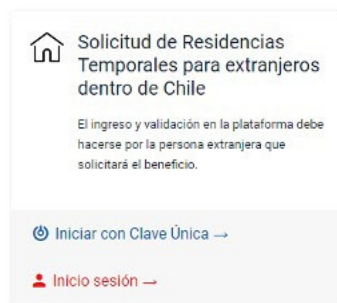 Solicitud de Residencias
Temporales para extranjeros
dentro de Chile
El ingreso y validación en la plataforma debe
hacerse por la persona extranjera que
solicitará el beneficio.
Iniciar con Clave Única →
Inicio sesión →